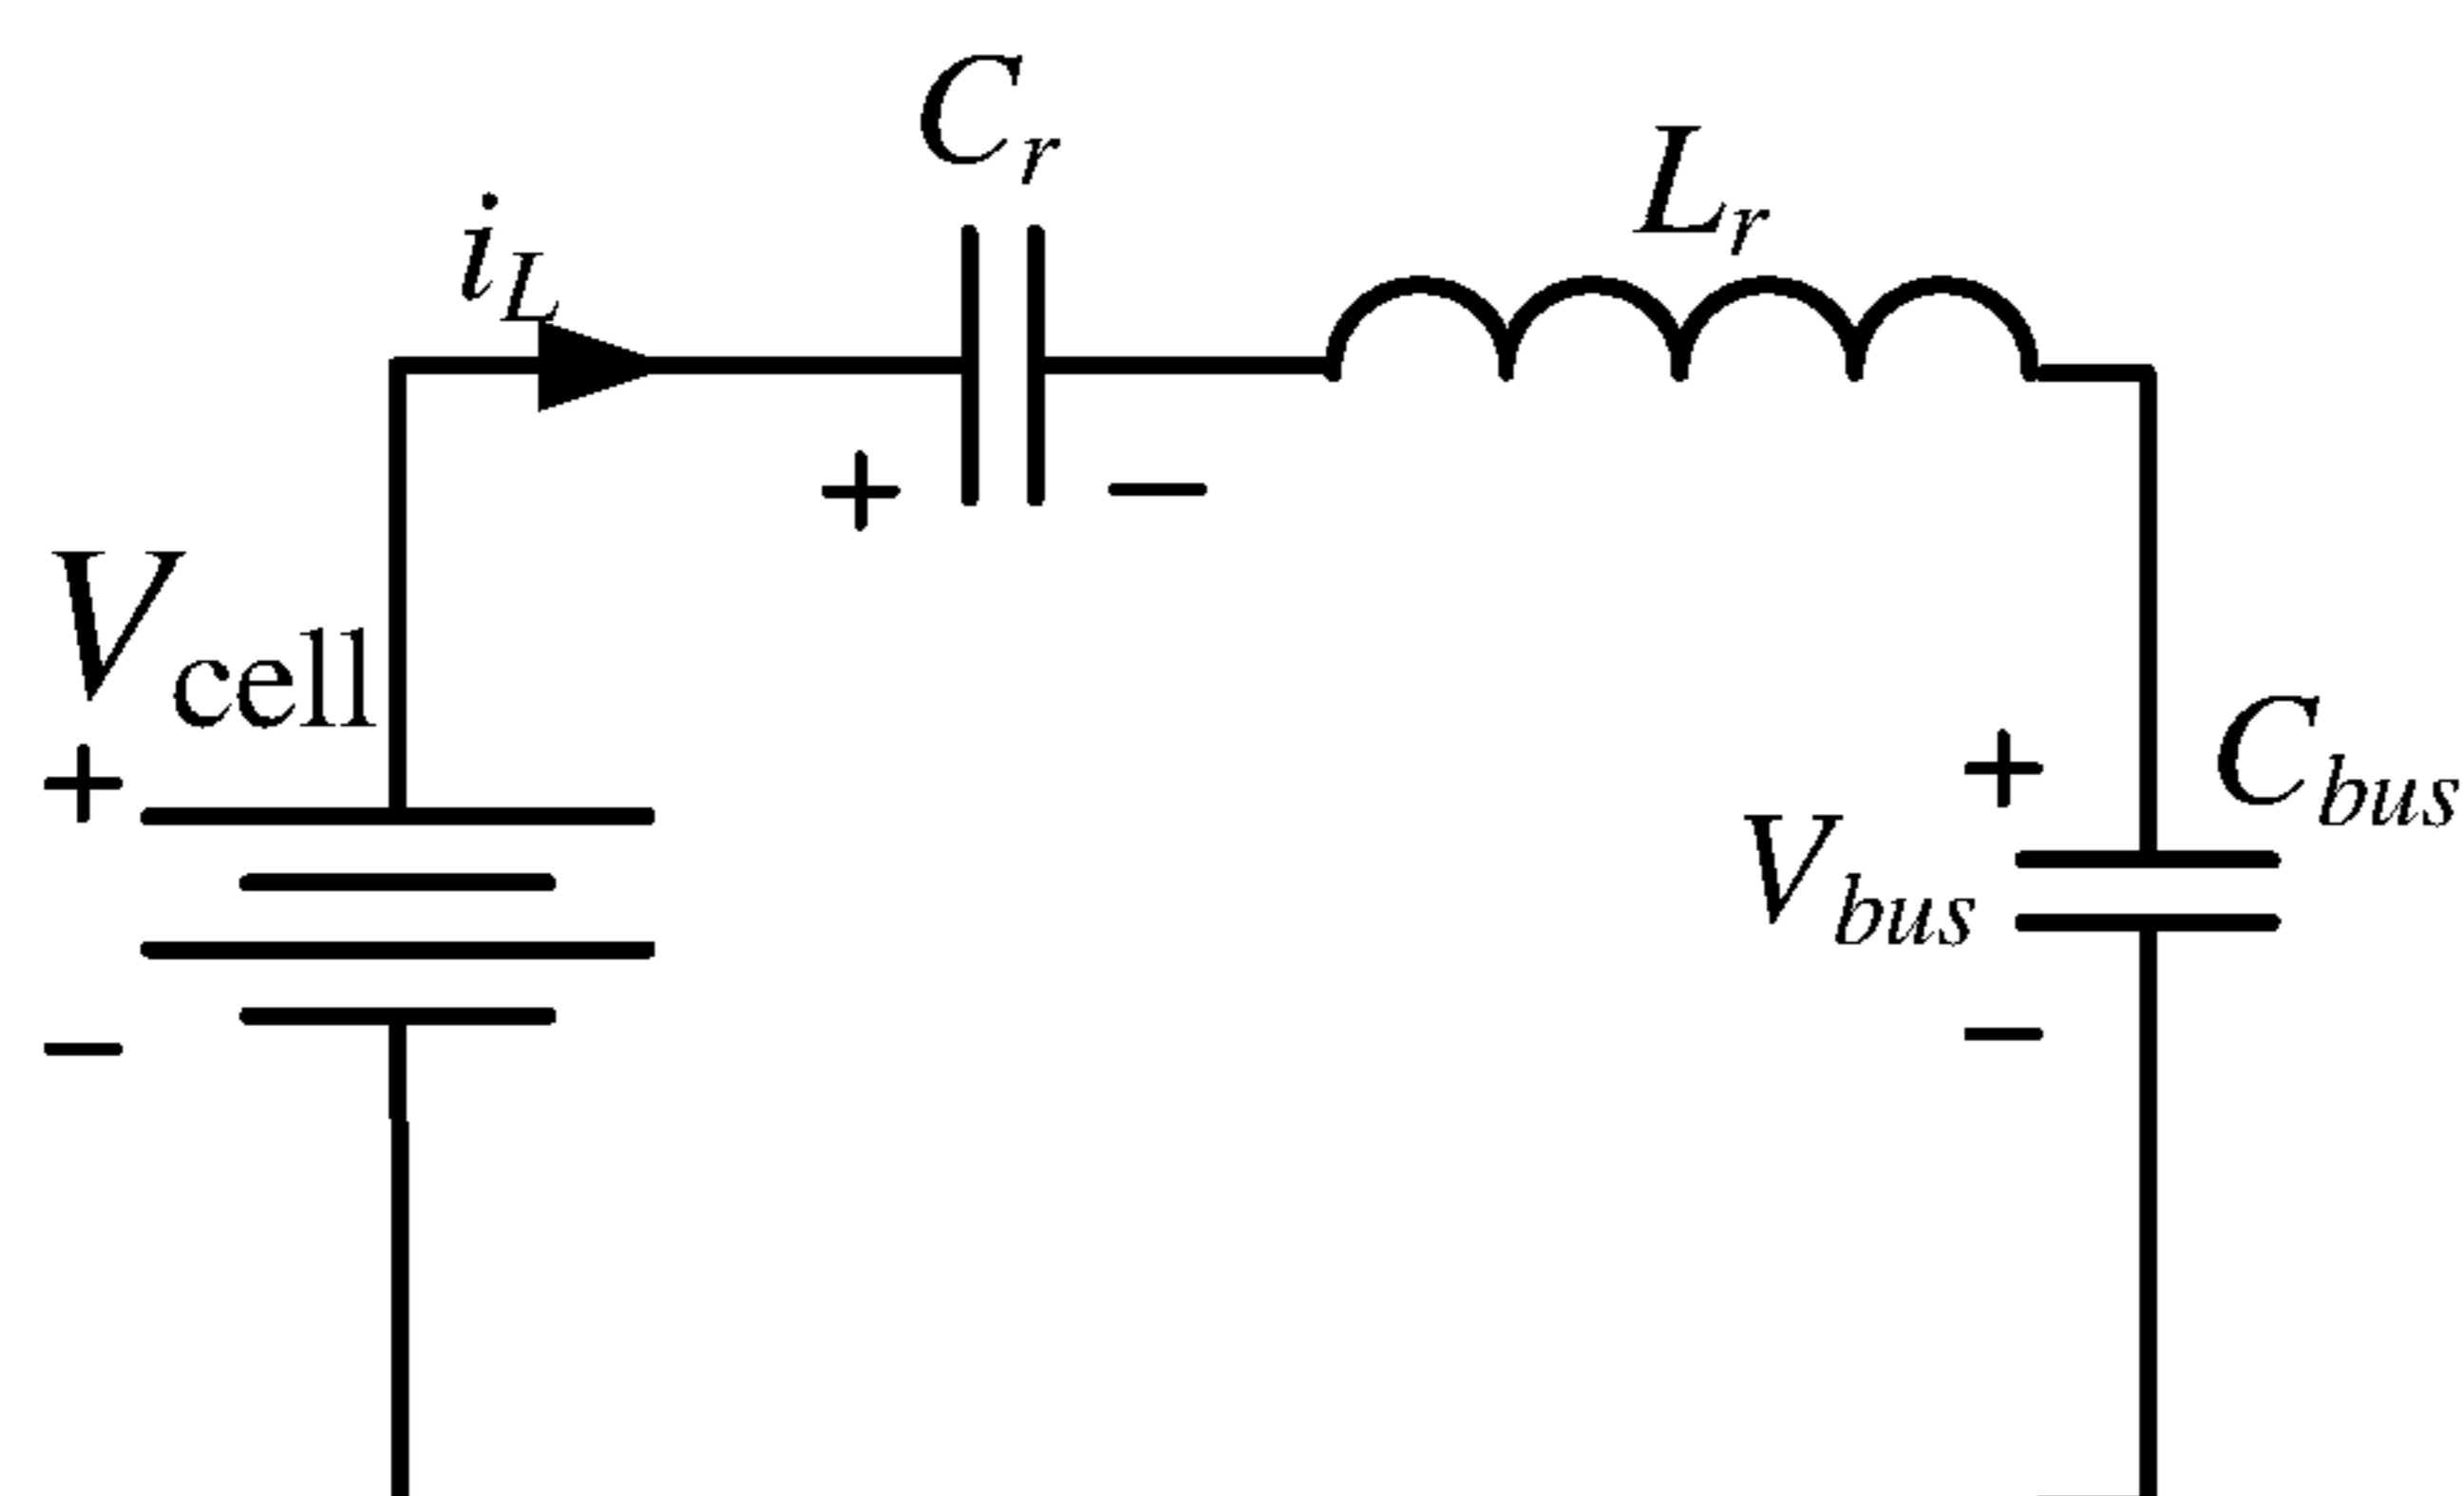 C_r
L_r
i_L
+ −
V_cell
+
−
C_bus
+
V_bus
−